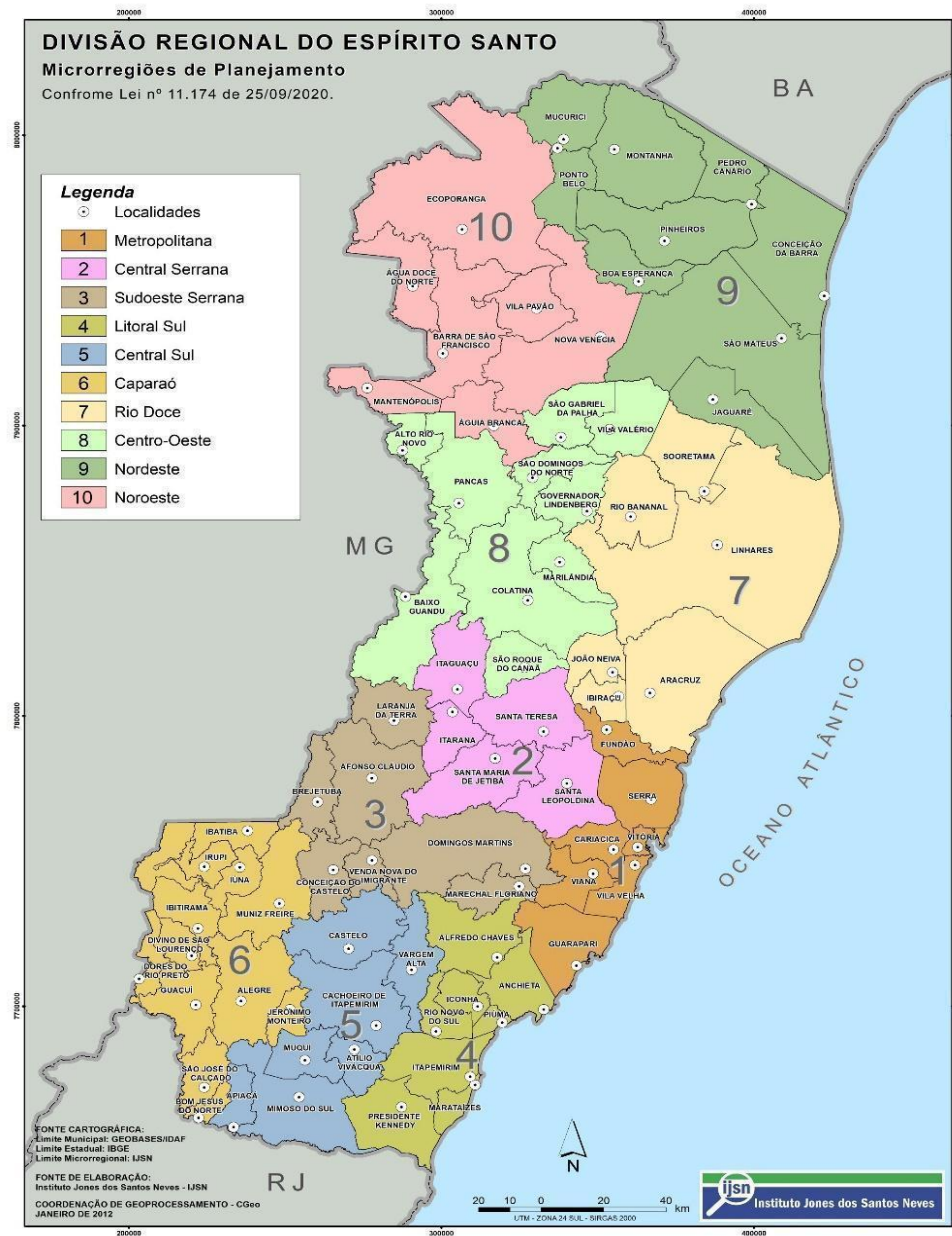 DIVISÃO REGIONAL DO ESPÍRITO SANTO
Microrregiões de Planejamento
Confrome Lei nº 11.174 de 25/09/2020.
200000
300000
400000
8000000
7900000
7800000
7700000
Legenda
Localidades
1 Metropolitana
2 Central Serrana
3 Sudoeste Serrana
4 Litoral Sul
5 Central Sul
6 Caparaó
7 Rio Doce
8 Centro-Oeste
9 Nordeste
10 Noroeste
BA
MUCURICI
MONTANHA
PEDRO
CANÁRIO
PONTO
BELO
ECOPORANGA
10
PINHEIROS
CONCEIÇÃO
DA BARRA
ÁGUA DOCE
DO NORTE
BOA ESPERANÇA
9
VILA PAVÃO
BARRA DE SÃO
FRANCISCO
NOVA VENÉCIA
SÃO MATEUS
MANTENÓPOLIS
JAGUARÉ
ÁGUIA BRANCA
SÃO GABRIEL
DA PALHA
VILA VALÉRIO
ALTO RIO
NOVO
SOORETAMA
PANCAS
SÃO DOMINGOS
DO NORTE
GOVERNADOR
LINDENBERG
RIO BANANAL
MG
8
LINHARES
MARILÂNDIA
COLATINA
7
BAIXO
GUANDU
ITAGUAÇU
SÃO ROQUE
DO CANAÃ
JOÃO NEIVA
ARACRUZ
IBIRAÇU
LARANJA
DA TERRA
SANTA TERESA
ITARANA
FUNDÃO
OCEANO ATLÂNTICO
AFONSO CLAUDIO
SANTA MARIA
DE JETIBÁ
2
SANTA
LEOPOLDINA
SERRA
BREJETUBA
3
IBATIBA
DOMINGOS MARTINS
CARIACICA
VITORIA
IRUPI
IUNA
VENDA NOVA DO
IMIGRANTE
CONCEIÇÃO DO
CASTELO
VIANA
1
VILA VELHA
MARECHAL FLORIANO
IBITIRAMA
MUNIZ FREIRE
CASTELO
ALFREDO CHAVES
GUARAPARI
DIVINO DE SÃO
LOURENÇO
6
VARGEM
ALTA
DORES DO
RIO PRETO
GUAÇUÍ
ALEGRE
ANCHIETA
CACHOEIRO DE
ITAPEMIRIM
ICONHA
JERÔNIMO
MONTEIRO
RIO NOVO
DO SUL
PIÚMA
5
MUQUI
ATILIO
VIVACQUA
ITAPEMIRIM
4
SÃO JOSÉ DO
CALÇADO
APIACÁ
MIMOSO DO SUL
BOM JESUS
DO NORTE
PRESIDENTE
KENNEDY
MARATAÍZES
RJ
FONTE CARTOGRÁFICA:
Limite Municipal: GEOBASES/IDAF
Limite Estadual: IBGE
Limite Microrregional: IJSN
FONTE DE ELABORAÇÃO:
Instituto Jones dos Santos Neves - IJSN
COORDENAÇÃO DE GEOPROCESSAMENTO - CGeo
JANEIRO DE 2012
N
20 10 0 20 40 km
UTM - ZONA 24 SUL - SIRGAS 2000
ijsn
Instituto Jones dos Santos Neves
200000
300000
400000